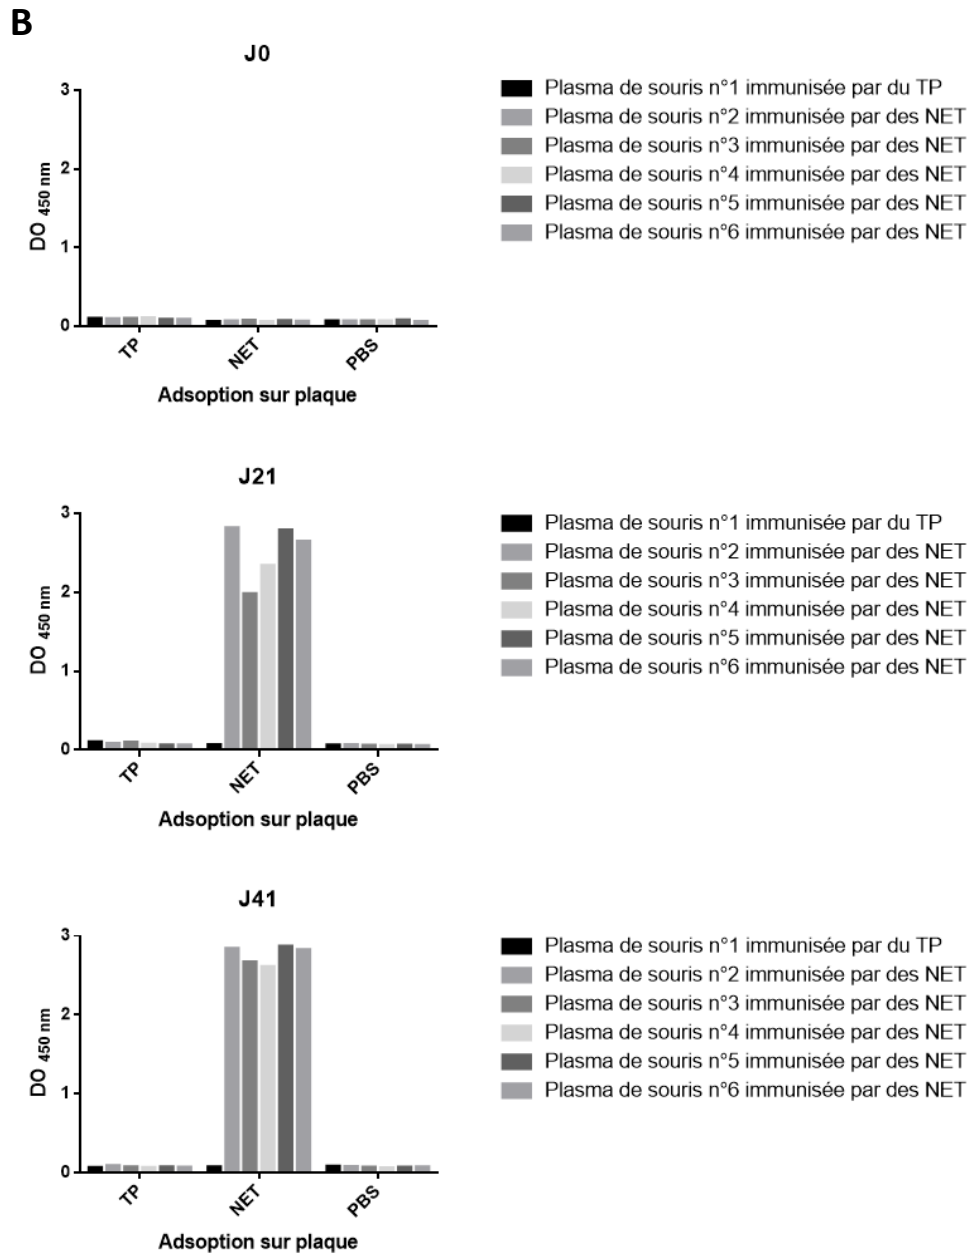 B
J0
3
2
1
0
DO 450 nm
TP
NET
PBS
Adsoption sur plaque
Plasma de souris n°1 immunisée par du TP
Plasma de souris n°2 immunisée par des NET
Plasma de souris n°3 immunisée par des NET
Plasma de souris n°4 immunisée par des NET
Plasma de souris n°5 immunisée par des NET
Plasma de souris n°6 immunisée par des NET
J21
3
2
1
0
DO 450 nm
TP
NET
PBS
Adsoption sur plaque
Plasma de souris n°1 immunisée par du TP
Plasma de souris n°2 immunisée par des NET
Plasma de souris n°3 immunisée par des NET
Plasma de souris n°4 immunisée par des NET
Plasma de souris n°5 immunisée par des NET
Plasma de souris n°6 immunisée par des NET
J41
3
2
1
0
DO 450 nm
TP
NET
PBS
Adsoption sur plaque
Plasma de souris n°1 immunisée par du TP
Plasma de souris n°2 immunisée par des NET
Plasma de souris n°3 immunisée par des NET
Plasma de souris n°4 immunisée par des NET
Plasma de souris n°5 immunisée par des NET
Plasma de souris n°6 immunisée par des NET